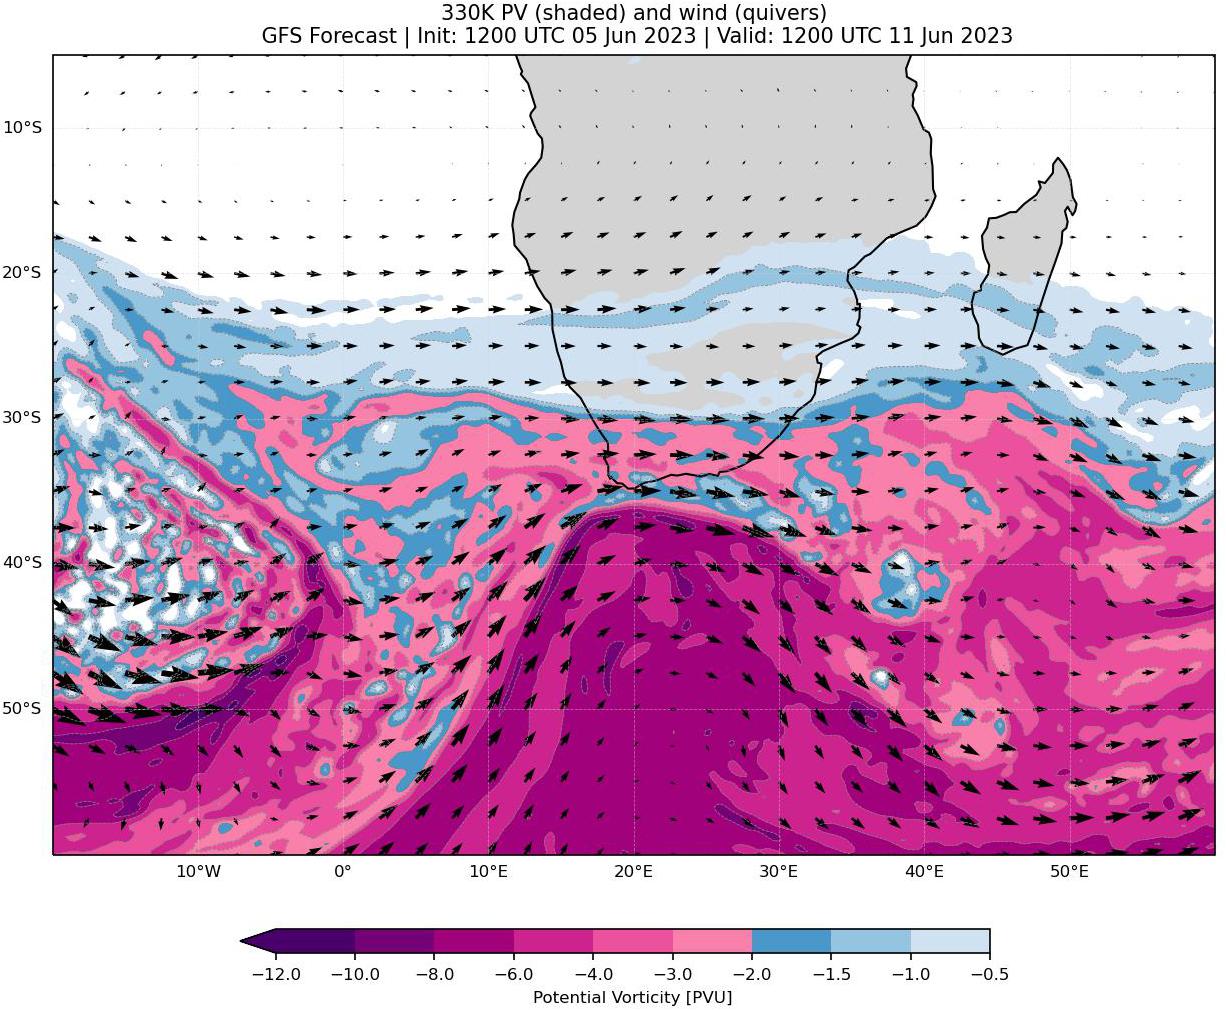 330K PV (shaded) and wind (quivers)
GFS Forecast | Init: 1200 UTC 05 Jun 2023 | Valid: 1200 UTC 11 Jun 2023
10°S
20°S
30°S
40°S
50°S
10°W 0° 10°E 20°E 30°E 40°E 50°E
−12.0 −10.0 −8.0 −6.0 −4.0 −3.0 −2.0 −1.5 −1.0 −0.5
Potential Vorticity [PVU]